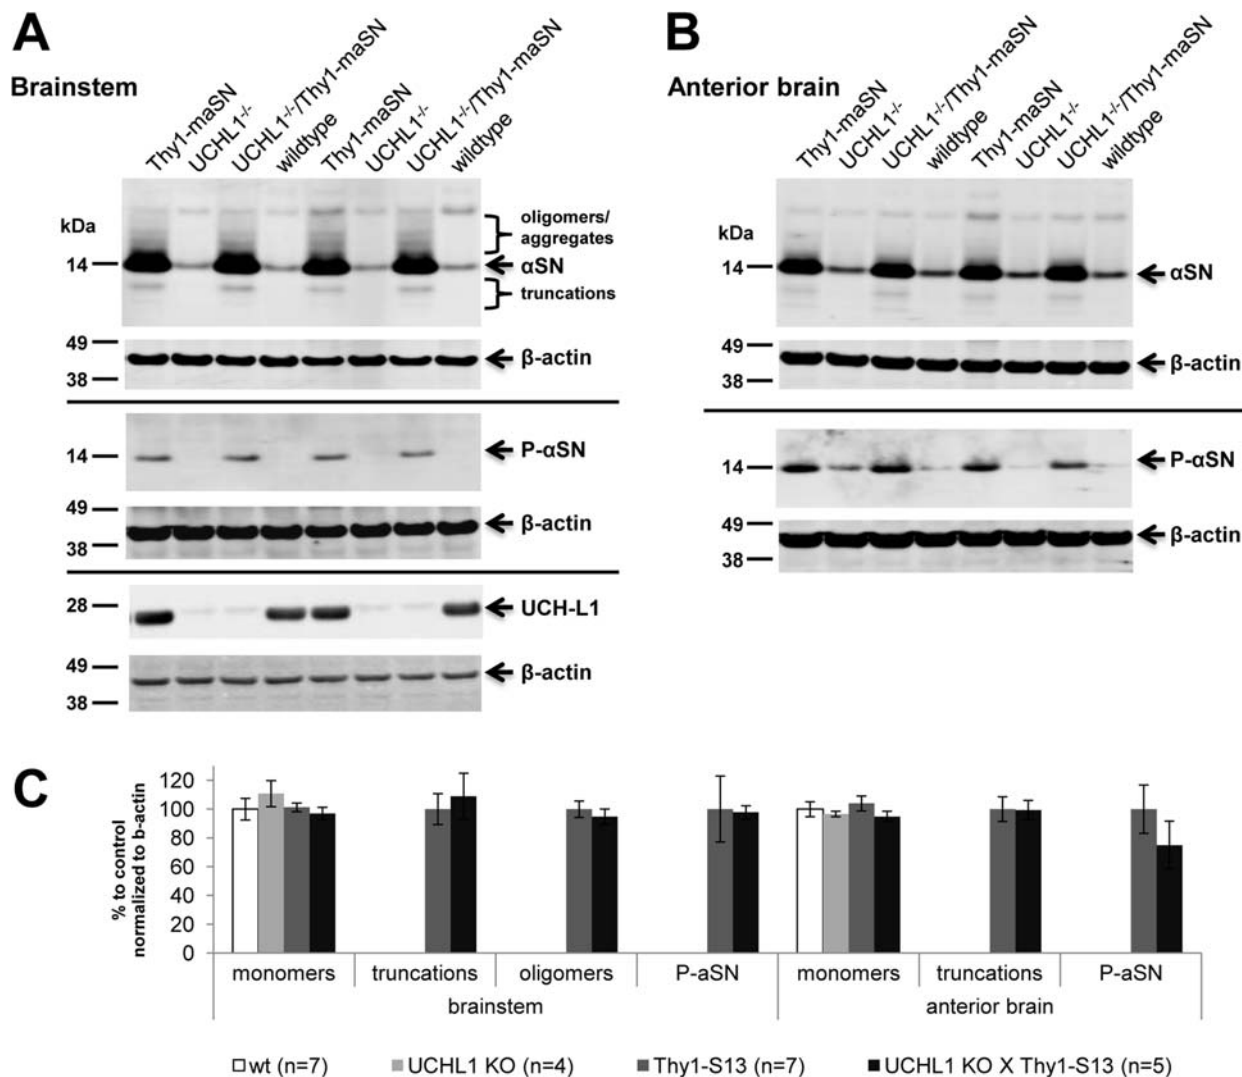 A
Brainstem
Thy1-maSN
UCHL1-/-
UCHL1-/-/Thy1-maSN
wildtype
Thy1-maSN
UCHL1-/-
UCHL1-/-/Thy1-maSN
wildtype
kDa
14
oligomers/
aggregates
αSN
truncations
49
38
β-actin
14
P-αSN
49
38
β-actin
28
UCH-L1
49
38
β-actin
B
Anterior brain
Thy1-maSN
UCHL1-/-
UCHL1-/-/Thy1-maSN
wildtype
Thy1-maSN
UCHL1-/-
UCHL1-/-/Thy1-maSN
wildtype
kDa
14
αSN
49
38
β-actin
14
P-αSN
49
38
β-actin
C
% to control
normalized to b-actin
120
100
80
60
40
20
0
monomers truncations oligomers P-aSN monomers truncations P-aSN
brainstem anterior brain
wt (n=7) UCHL1 KO (n=4) Thy1-S13 (n=7) UCHL1 KO X Thy1-S13 (n=5)